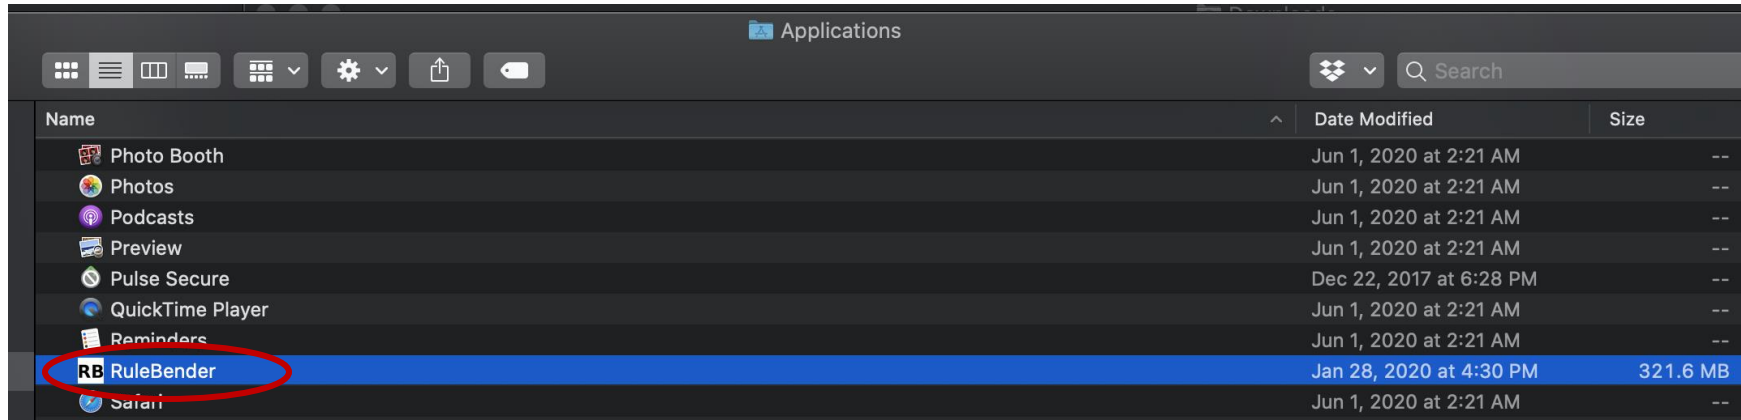 Downloads
Applications
Search
Name Date Modified Size
Photo Booth Jun 1, 2020 at 2:21 AM --
Photos Jun 1, 2020 at 2:21 AM --
Podcasts Jun 1, 2020 at 2:21 AM --
Preview Jun 1, 2020 at 2:21 AM --
Pulse Secure Dec 22, 2017 at 6:28 PM --
QuickTime Player Jun 1, 2020 at 2:21 AM --
Reminders Jun 1, 2020 at 2:21 AM --
RB RuleBender Jan 28, 2020 at 4:30 PM 321.6 MB
Safari Jun 1, 2020 at 2:21 AM --